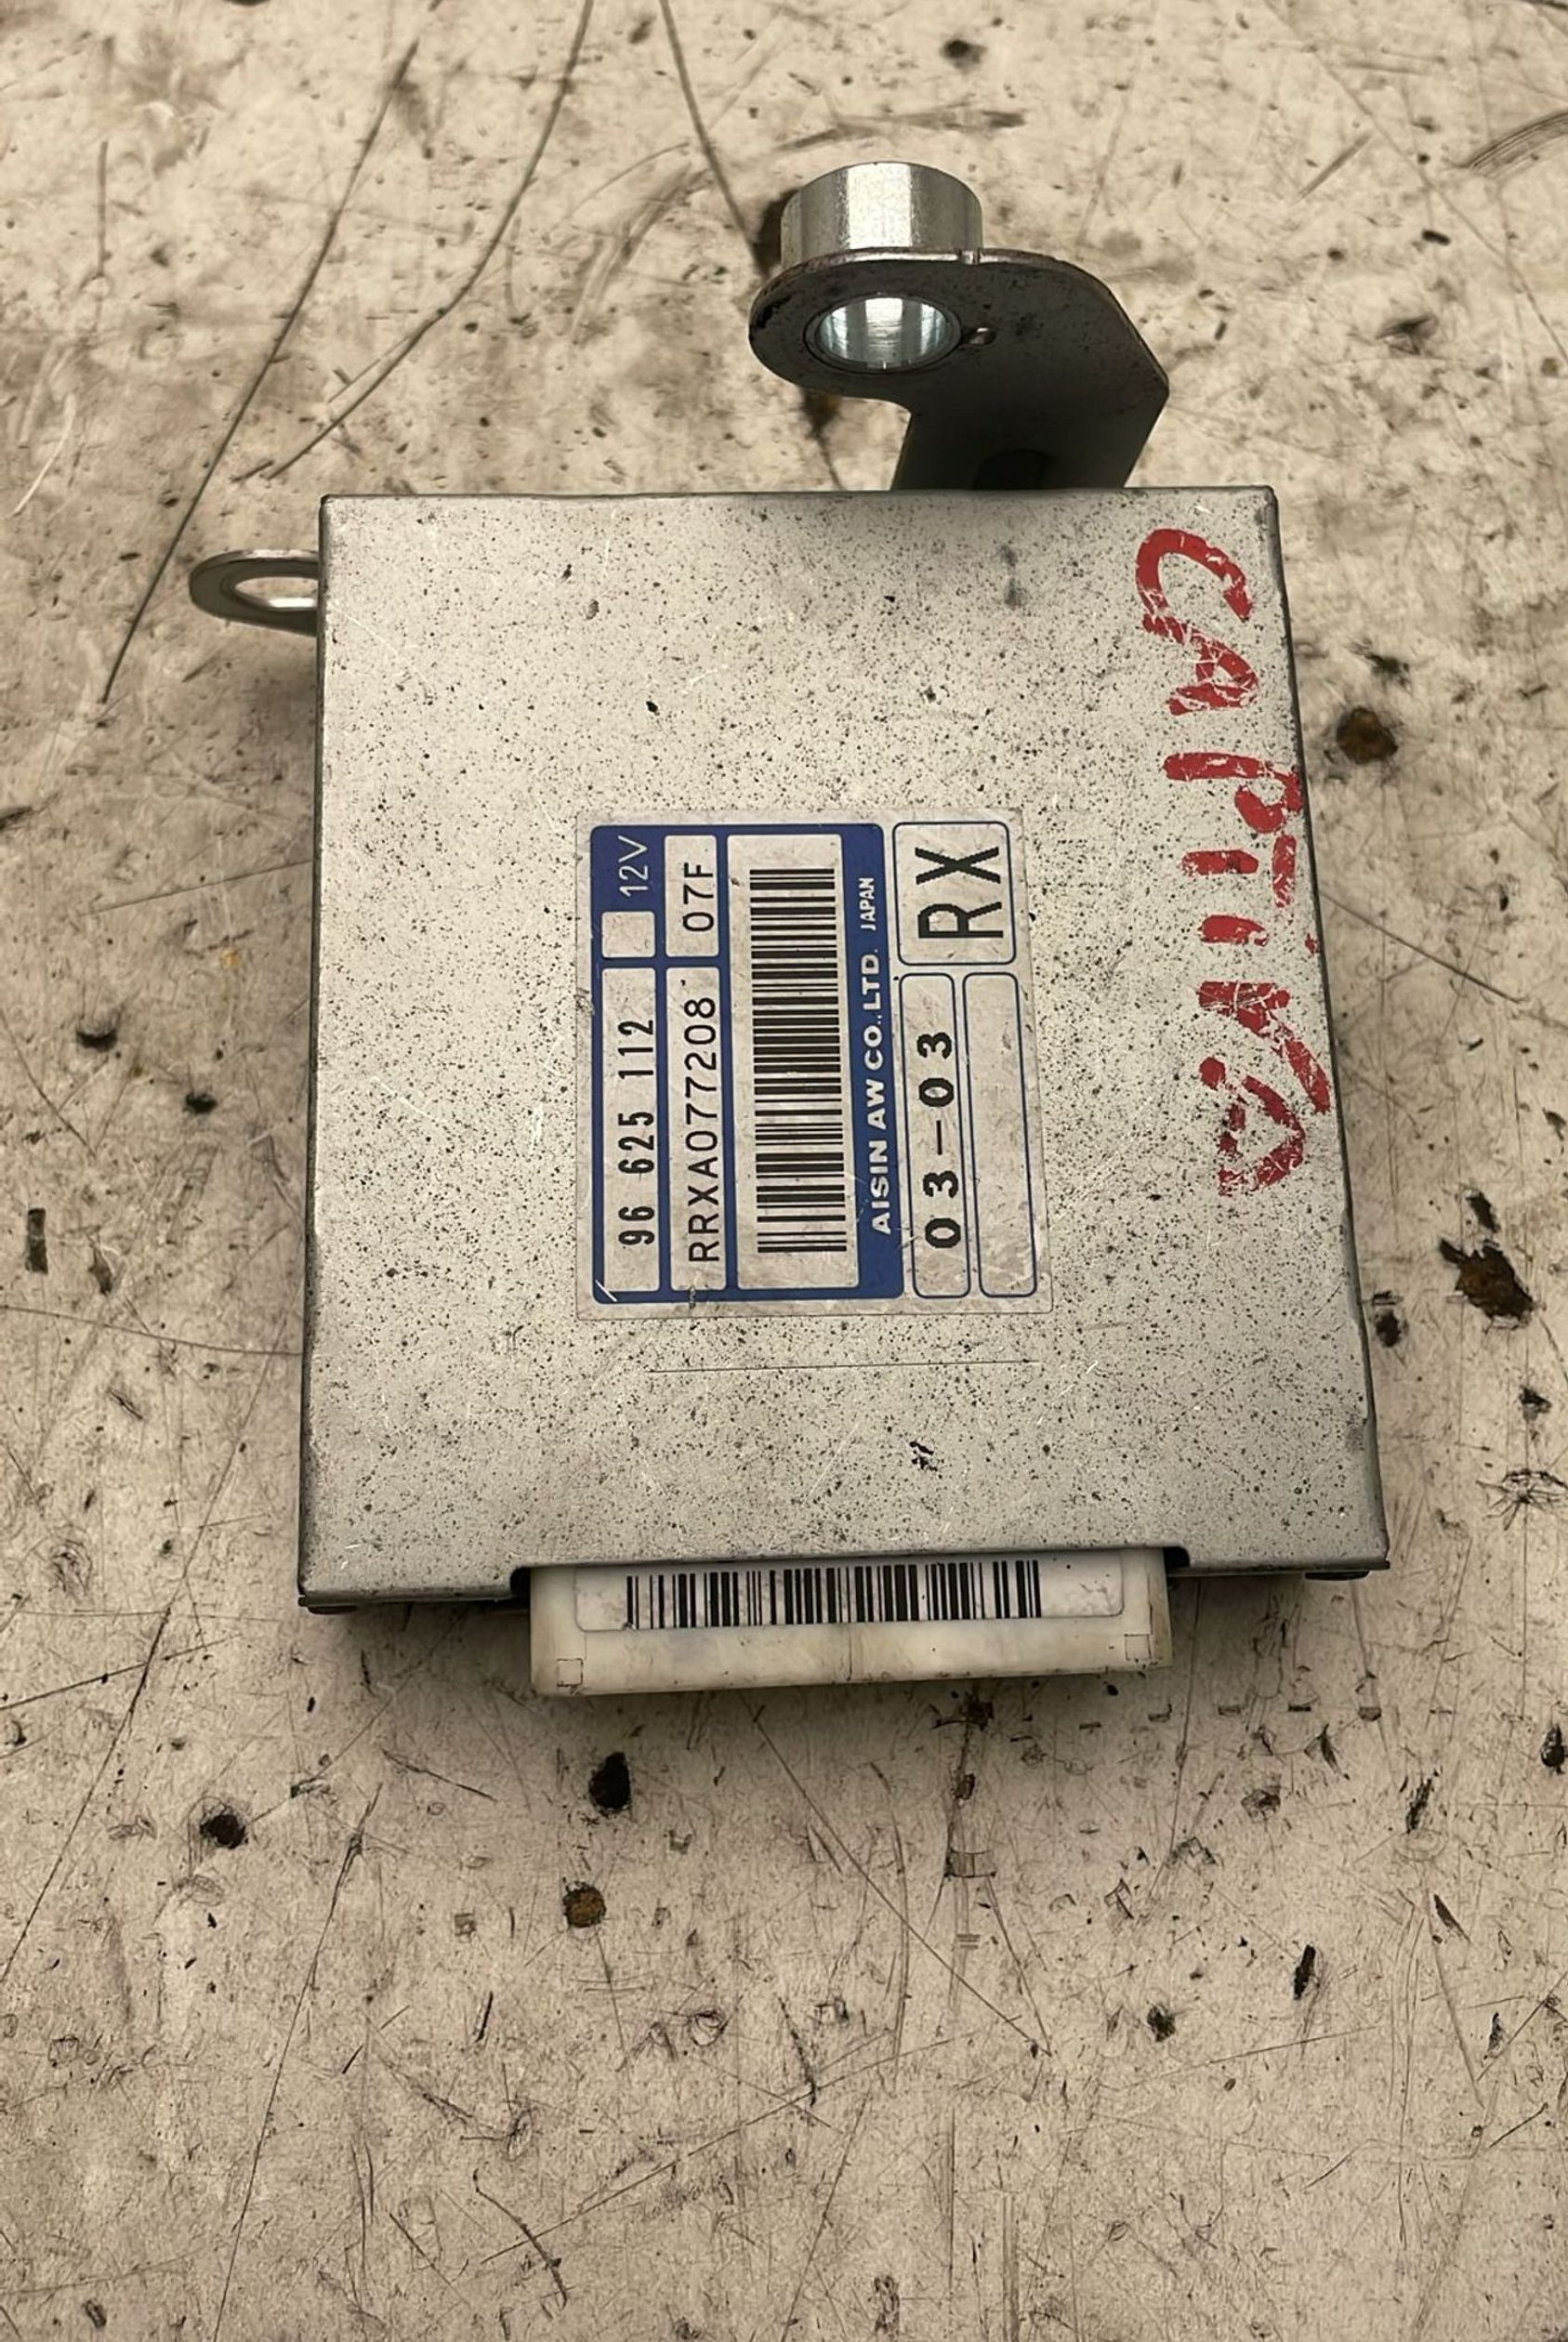 96 625 112
12V
RRXA077208
07F
AISIN AW CO.,LTD. JAPAN
03-03
RX
CAPTIVA